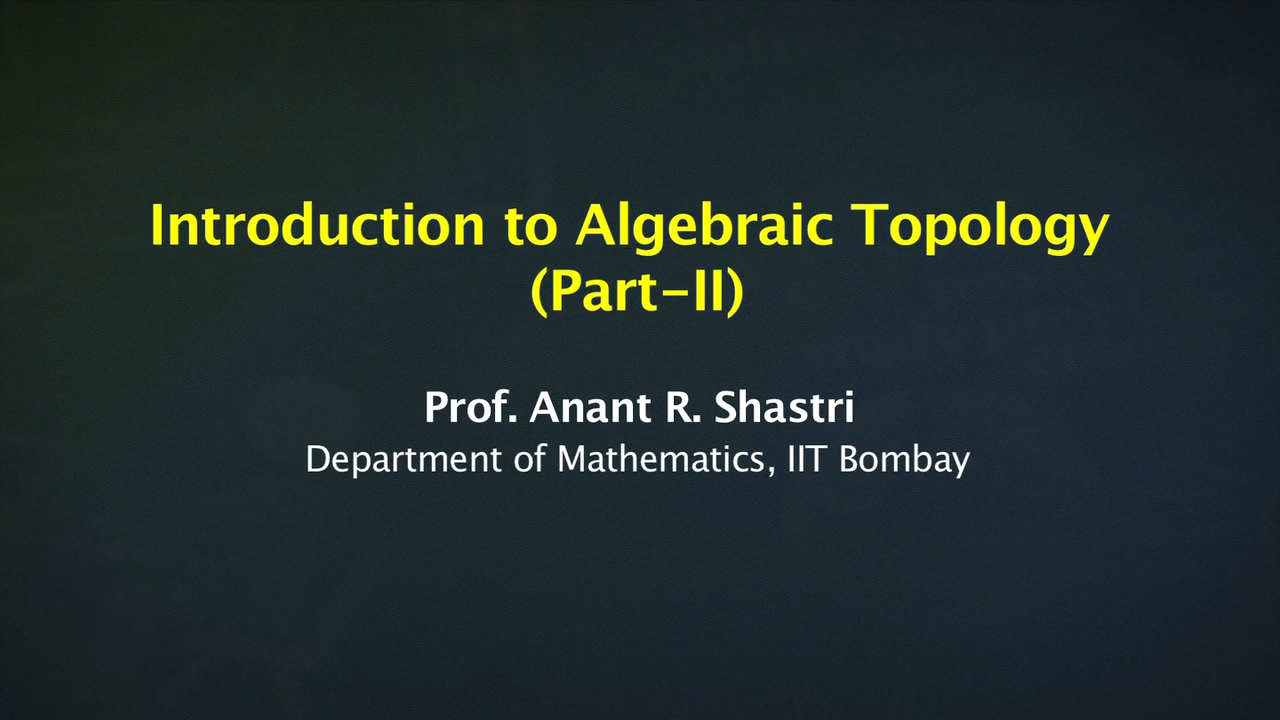 Introduction to Algebraic Topology
(Part-II)
Prof. Anant R. Shastri
Department of Mathematics, IIT Bombay